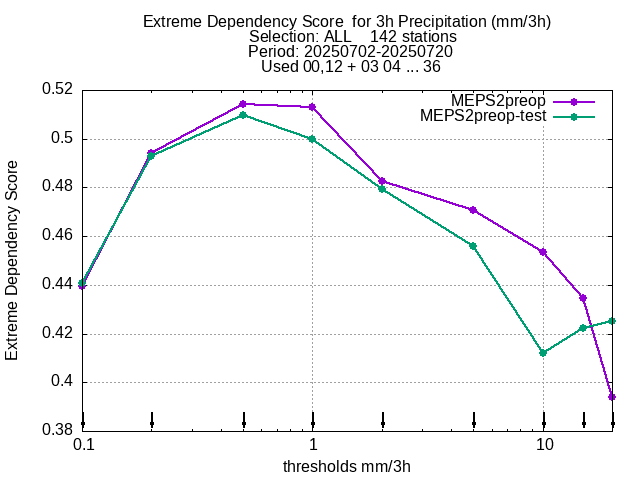 Extreme Dependency Score  for 3h Precipitation (mm/3h)
Selection: ALL    142 stations
Period: 20250702-20250720
Used 00,12 + 03 04 ... 36
MEPS2preop
MEPS2preop-test
Extreme Dependency Score
0.52
0.5
0.48
0.46
0.44
0.42
0.4
0.38
0.1 1 10
thresholds mm/3h